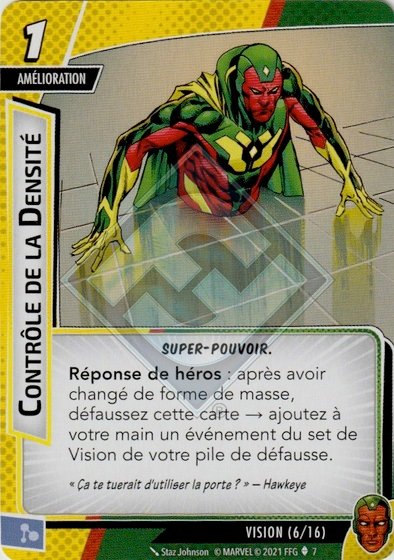 1
AMÉLIORATION
CONTRÔLE DE LA DENSITÉ
SUPER-POUVOIR.
Réponse de héros : après avoir
changé de forme de masse,
défaussez cette carte → ajoutez à
votre main un événement du set de
Vision de votre pile de défausse.
« Ça te tuerait d'utiliser la porte ? » – Hawkeye
VISION (6/16)
Staz Johnson © MARVEL © 2021 FFG 7